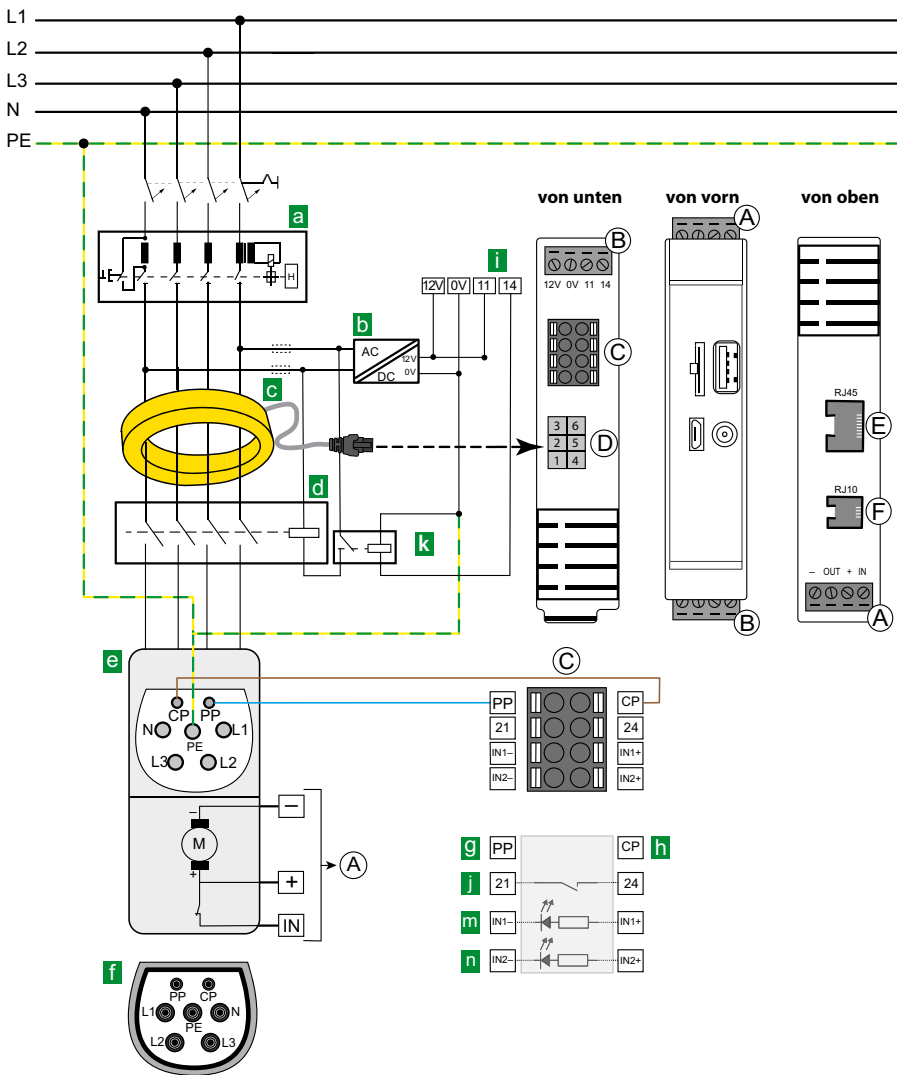 L1
L2
L3
N
PE
von unten
von vorn
von oben
a
H
i
12V 0V 11 14
B
12V 0V 11 14
A
b
AC
DC
12V
0V
C
c
3 6
2 5
1 4
D
RJ45
E
RJ10
F
– OUT + IN
A
B
d
k
e
CP PP
N L1
PE
L3 L2
C
PP CP
21 24
IN1– IN1+
IN2– IN2+
–
–
M
+
+
IN
A
g PP CP h
j 21 24
m IN1– IN1+
n IN2– IN2+
f
PP CP
L1 N
PE
L2 L3